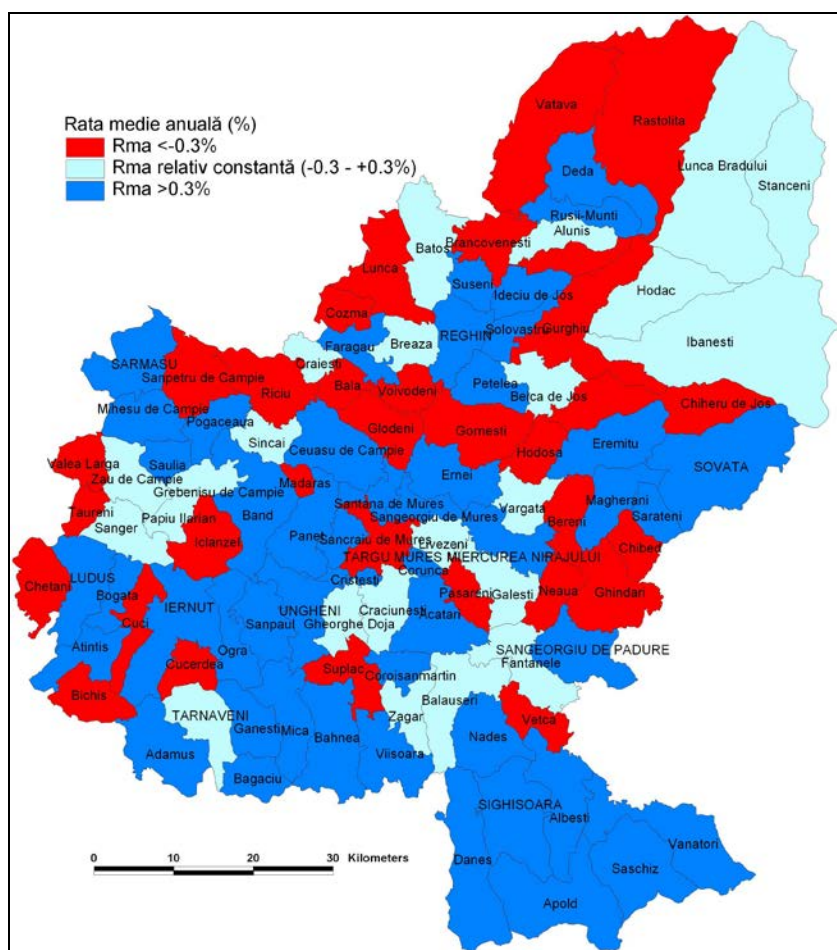 Rata medie anuală (%)
Rma <-0.3%
Rma relativ constantă (-0.3 - +0.3%)
Rma >0.3%
Vatava
Rastolita
Lunca Bradului
Stanceni
Deda
Rusii-Munti
Alunis
Batos
Brancovenesti
Lunca
Suseni
Ideciu de Jos
Hodac
Cozma
Ibanesti
Faragau
Breaza
REGHIN
Solovastru
Gurghiu
SARMASU
Craiesti
Sanpetru de Campie
Riciu
Bala
Voivodeni
Petelea
Beica de Jos
Chiheru de Jos
Mihesu de Campie
Pogaceaua
Sincai
Glodeni
Gornesti
Hodosa
Eremitu
Ceuasu de Campie
SOVATA
Valea Larga
Saulia
Zau de Campie
Grebenisu de Campie
Madaras
Ernei
Magherani
Santana de Mures
Vargata
Taureni
Papiu Ilarian
Band
Sangeorgiu de Mures
Bereni
Sarateni
Sanger
Iclanzel
Panet
Sancraiu de Mures
Livezeni
Chibed
TARGU MURES
MIERCUREA NIRAJULUI
Corunca
Chetani
LUDUS
Cristesti
Bogata
Pasareni
Galesti
Neaua
Ghindari
IERNUT
UNGHENI
Craciunesti
Acatari
Cuci
Sanpaul
Gheorghe Doja
Atintis
Ogra
SANGEORGIU DE PADURE
Cucerdea
Suplac
Coroisanmartin
Fantanele
Bichis
Balauseri
TARNAVENI
Zagar
Vetca
Ganesti
Mica
Bahnea
Nades
Adamus
Viisoara
Bagaciu
SIGHISOARA
Albesti
Vanatori
Danes
Saschiz
Apold
0 10 20 30 Kilometers